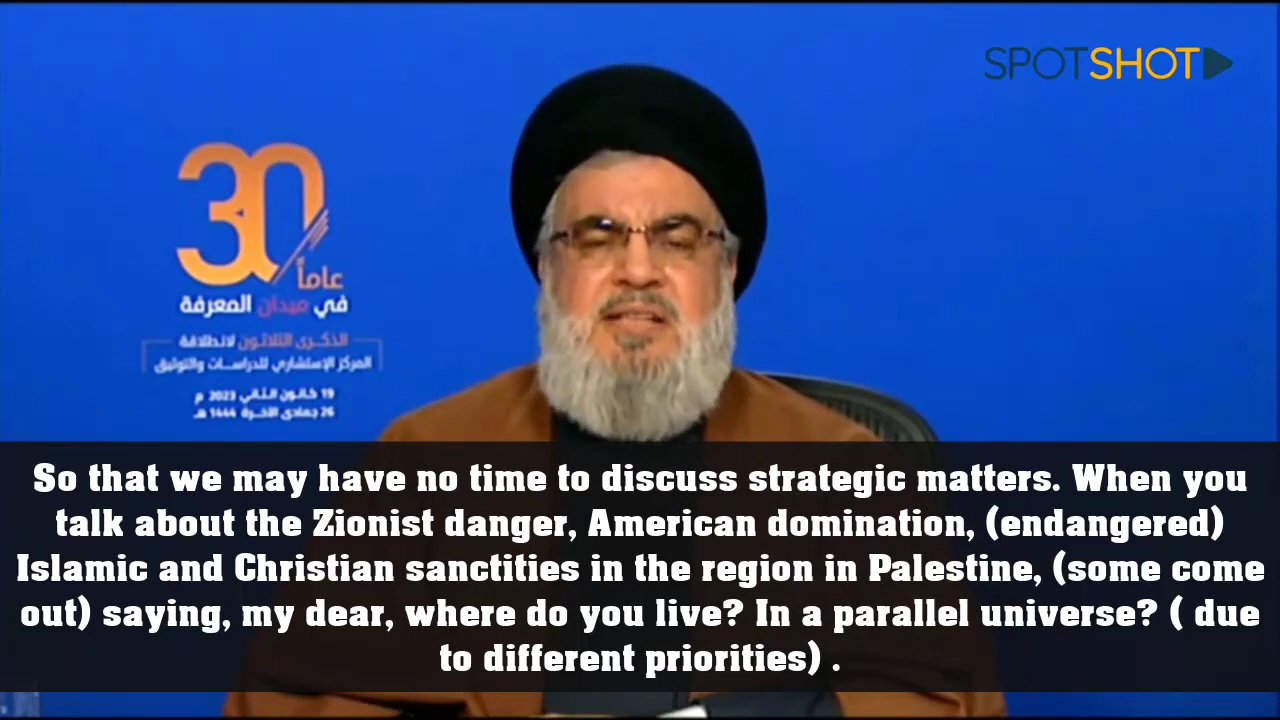 SPOTSHOT
30
عاماً
في ميدان المعرفة
الذكرى الثلاثون لانطلاقة
المركز الإستشاري للدراسات والتوثيق
19 كانون الثاني 2023 م
26 جمادى الآخرة 1444 هـ
So that we may have no time to discuss strategic matters. When you
talk about the Zionist danger, American domination, (endangered)
Islamic and Christian sanctities in the region in Palestine, (some come
out) saying, my dear, where do you live? In a parallel universe? ( due
to different priorities) .